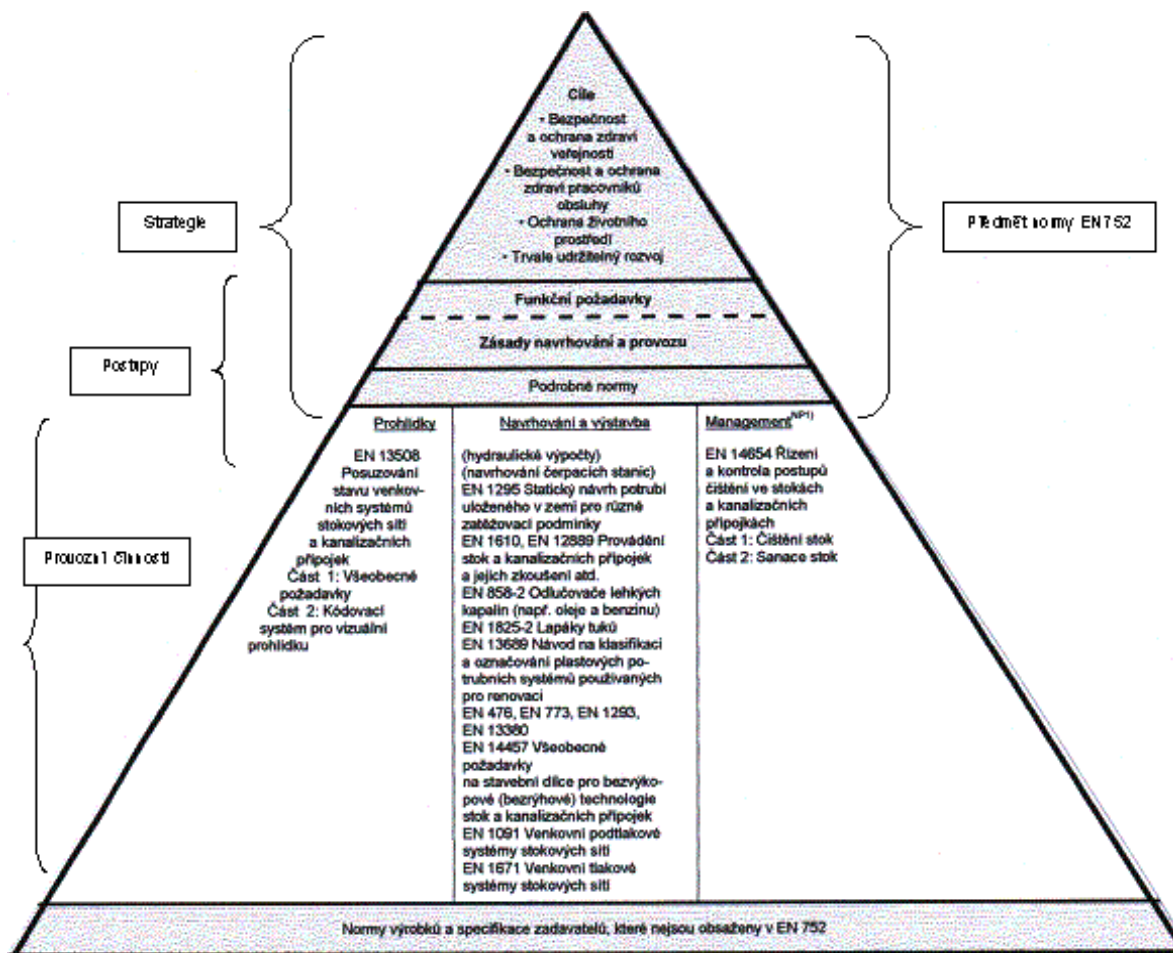 Cíle
• Bezpečnost
a ochrana zdraví
veřejnosti
• Bezpečnost a ochrana
zdraví pracovníků
obsluhy
• Ochrana životního
prostředí
• Trvale udržitelný rozvoj
Strategie
Předmět normy EN 752
Funkční požadavky
Zásady navrhování a provozu
Postupy
Podrobné normy
Provozní činnosti
Prohlídky
EN 13508
Posuzování
stavu venkov-
ních systémů
stokových sítí
a kanalizačních
přípojek
Část 1: Všeobecné
požadavky
Část 2: Kódovací
systém pro vizuální
prohlídku
Navrhování a výstavba
(hydraulické výpočty)
(navrhování čerpacích stanic)
EN 1295 Statický návrh potrubí
uloženého v zemi pro různé
zatěžovací podmínky
EN 1610, EN 12889 Provádění
stok a kanalizačních přípojek
a jejich zkoušení atd.
EN 858-2 Odlučovače lehkých
kapalin (např. oleje a benzinu)
EN 1825-2 Lapáky tuků
EN 13689 Návod na klasifikaci
a označování plastových po-
trubních systémů používaných
pro renovaci
EN 476, EN 773, EN 1293,
EN 13380
EN 14457 Všeobecné
požadavky
na stavební dílce pro bezvýko-
pové (bezrýhové) technologie
stok a kanalizačních přípojek
EN 1091 Venkovní podtlakové
systémy stokových sítí
EN 1671 Venkovní tlakové
systémy stokových sítí
Management NP1)
EN 14654 Řízení
a kontrola postupů
čištění ve stokách
a kanalizačních
přípojkách
Část 1: Čištění stok
Část 2: Sanace stok
Normy výrobků a specifikace zadavatelů, které nejsou obsaženy v EN 752